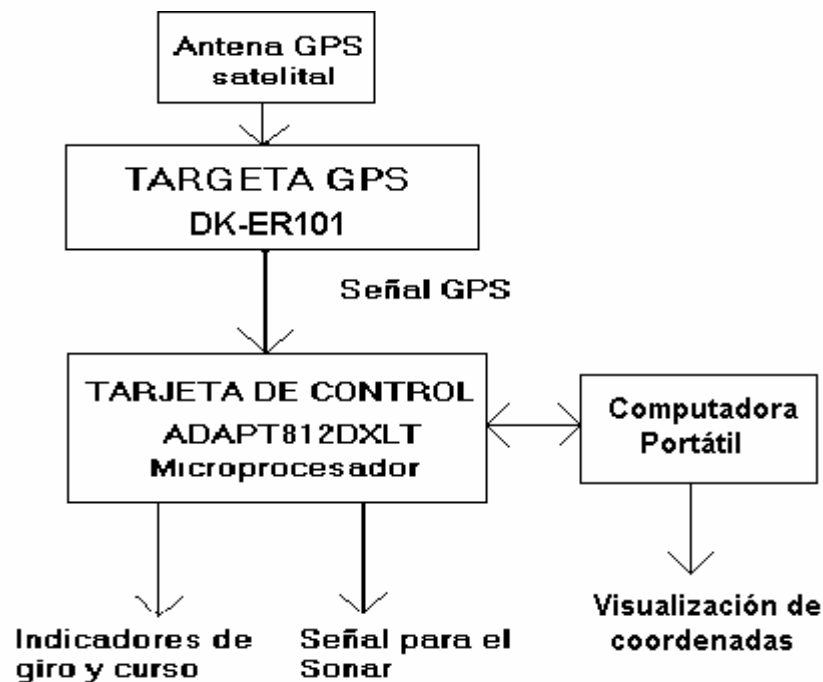 Antena GPS
satelital
TARGETA GPS
DK-ER101
Señal GPS
TARJETA DE CONTROL
ADAPT812DXLT
Microprocesador
Computadora
Portátil
Indicadores de
giro y curso
Señal para el
Sonar
Visualización de
coordenadas